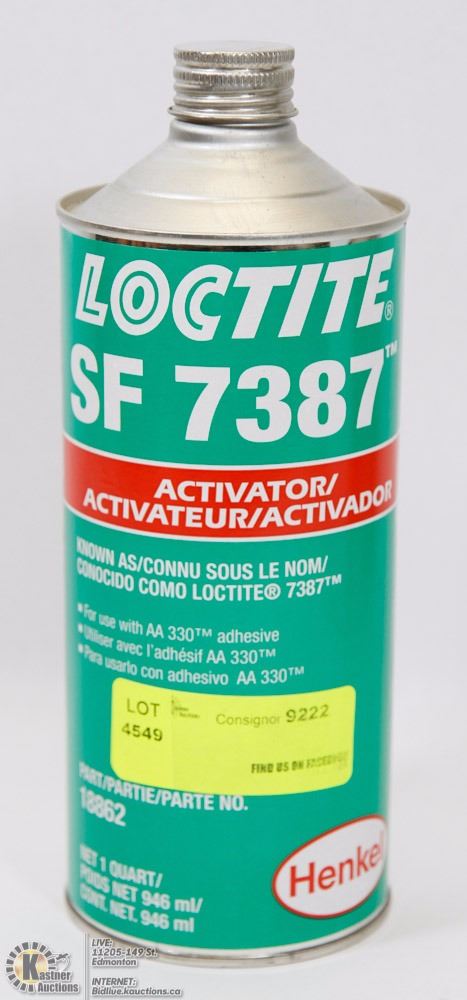 LOCTITE®
SF 7387™
ACTIVATOR/
ACTIVATEUR/ACTIVADOR
KNOWN AS/CONNU SOUS LE NOM/
CONOCIDO COMO LOCTITE® 7387™
▪ For use with AA 330™ adhesive
▪ Utiliser avec l'adhésif AA 330™
▪ Para usarlo con adhesivo AA 330™
LOT
4549
Consignor 9222
FIND US ON FACEBOOK
PART/PARTIE/PARTE NO.
18862
NET 1 QUART/
POIDS NET 946 ml/
CONT. NET. 946 ml
Henkel
Kastner
Auctions
LIVE:
11205-149 St.
Edmonton
INTERNET:
Bidlive.kauctions.ca